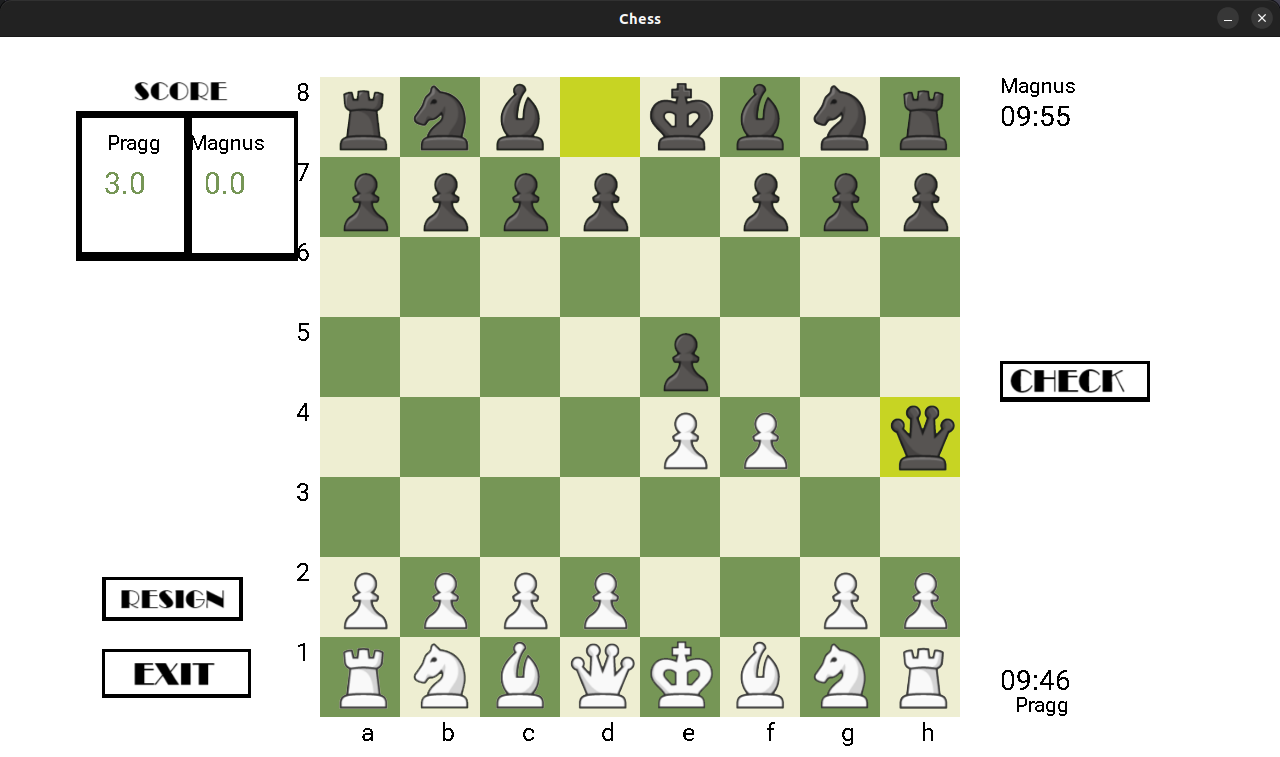 Chess
SCORE
Pragg Magnus
3.0 0.0
8
7
6
5
4
3
2
1
a b c d e f g h
Magnus
09:55
CHECK
09:46
Pragg
RESIGN
EXIT